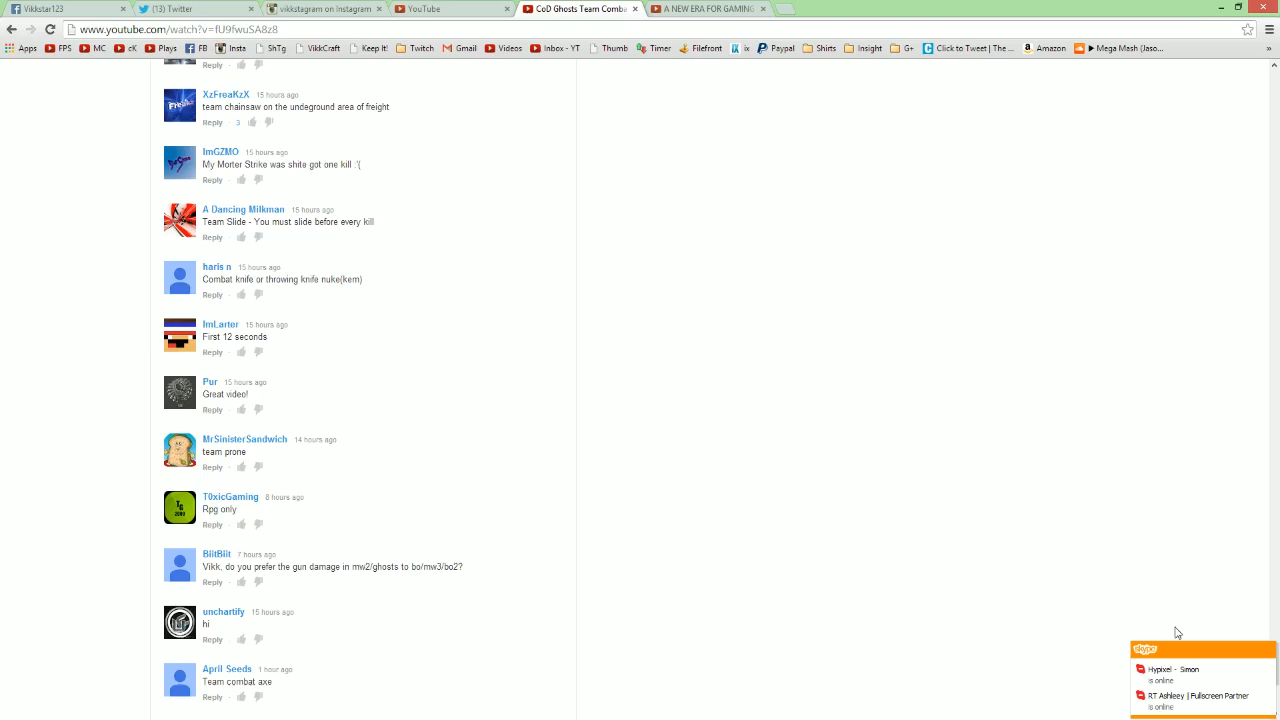 Vikkstar123
(13) Twitter
vikkstagram on Instagram
YouTube
CoD Ghosts Team Comba
A NEW ERA FOR GAMING
www.youtube.com/watch?v=fU9fwuSA8z8
Apps FPS MC cK Plays FB Insta ShTg VikkCraft Keep It! Twitch Gmail Videos Inbox - YT Thumb Timer Filefront ix Paypal Shirts Insight G+ Click to Tweet | The ... Amazon ▶ Mega Mash (Jaso... »
Reply
XzFreaKzX 15 hours ago
team chainsaw on the undeground area of freight
Reply · 3
ImGZMO 15 hours ago
My Morter Strike was shite got one kill :'(
Reply ·
A Dancing Milkman 15 hours ago
Team Slide - You must slide before every kill
Reply ·
haris n 15 hours ago
Combat knife or throwing knife nuke(kem)
Reply ·
ImLarter 15 hours ago
First 12 seconds
Reply ·
Pur 15 hours ago
Great video!
Reply ·
MrSinisterSandwich 14 hours ago
team prone
Reply ·
T0xicGaming 8 hours ago
Rpg only
Reply ·
BiitBiit 7 hours ago
Vikk, do you prefer the gun damage in mw2/ghosts to bo/mw3/bo2?
Reply ·
unchartify 15 hours ago
hi
Reply ·
April Seeds 1 hour ago
Team combat axe
Reply ·
skype
Hypixel - Simon
is online
RT Ashleey | Fullscreen Partner
is online